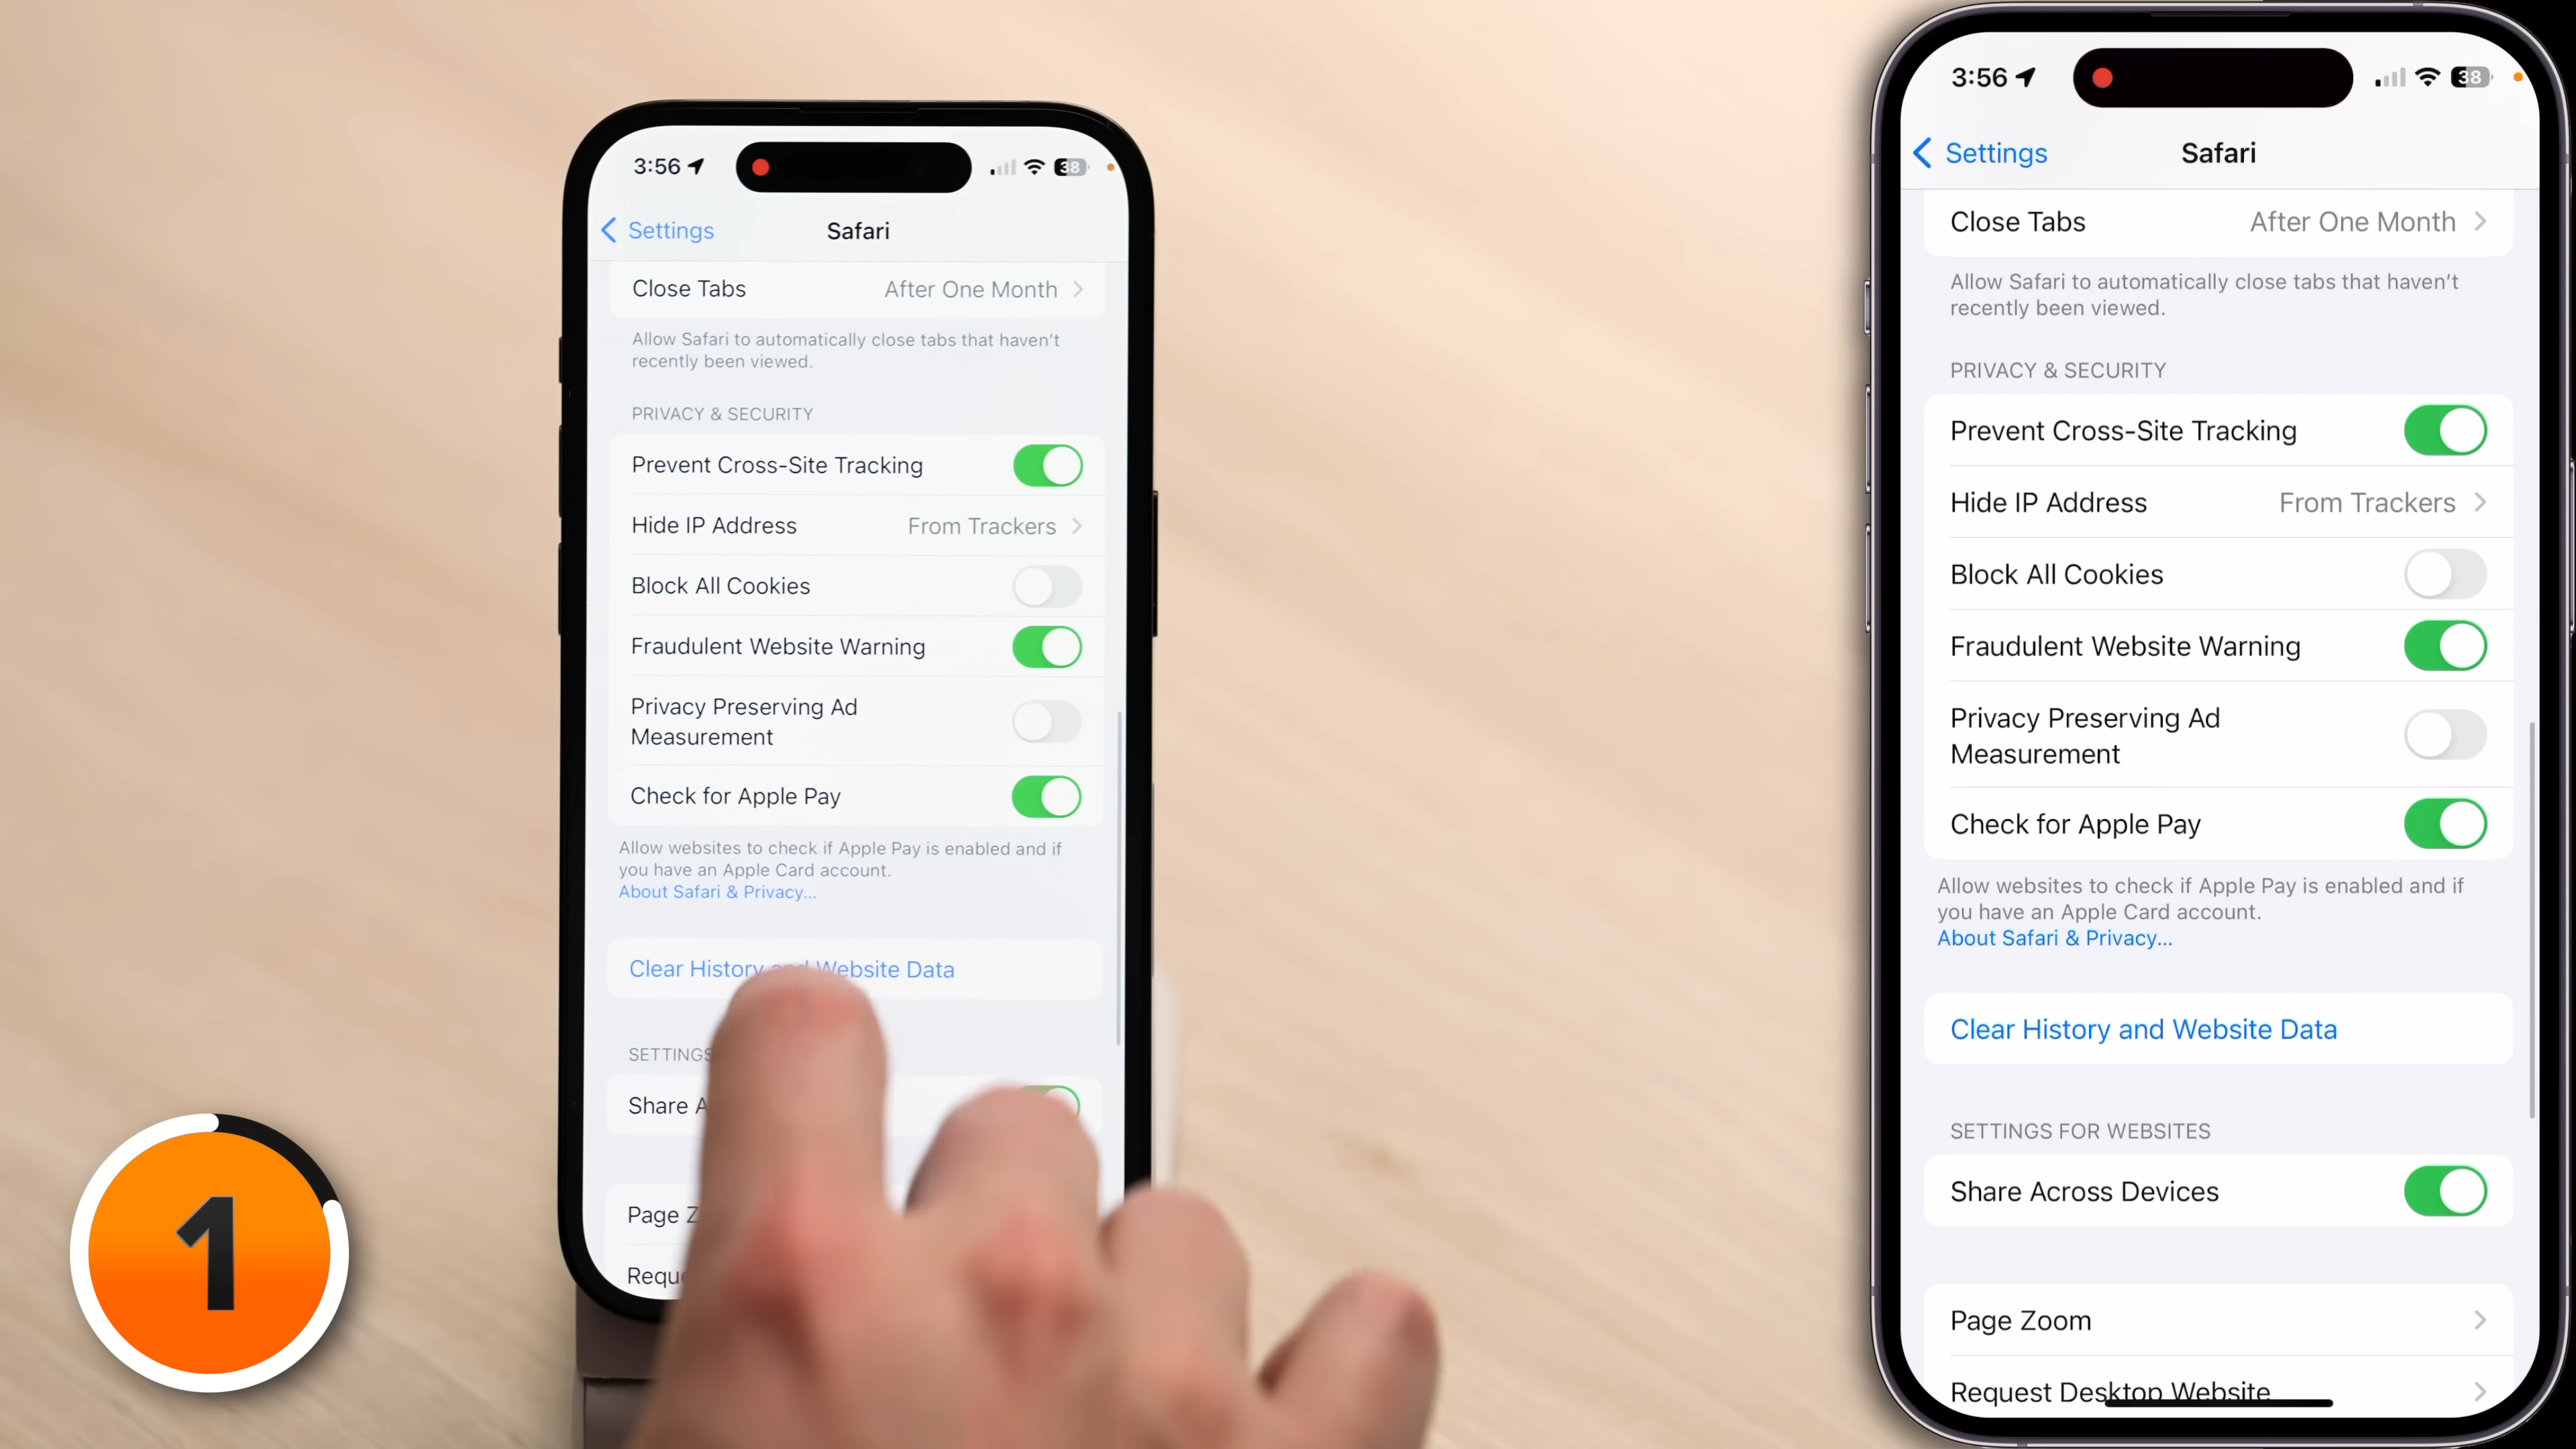 3:56
38
Settings
Safari
Close Tabs
After One Month
Allow Safari to automatically close tabs that haven't
recently been viewed.
PRIVACY & SECURITY
Prevent Cross-Site Tracking
Hide IP Address
From Trackers
Block All Cookies
Fraudulent Website Warning
Privacy Preserving Ad
Measurement
Check for Apple Pay
Allow websites to check if Apple Pay is enabled and if
you have an Apple Card account.
About Safari & Privacy...
Clear History and Website Data
SETTINGS
Share A
Page Z
Reque
1
3:56
38
Settings
Safari
Close Tabs
After One Month
Allow Safari to automatically close tabs that haven't
recently been viewed.
PRIVACY & SECURITY
Prevent Cross-Site Tracking
Hide IP Address
From Trackers
Block All Cookies
Fraudulent Website Warning
Privacy Preserving Ad
Measurement
Check for Apple Pay
Allow websites to check if Apple Pay is enabled and if
you have an Apple Card account.
About Safari & Privacy...
Clear History and Website Data
SETTINGS FOR WEBSITES
Share Across Devices
Page Zoom
Request Desktop Website